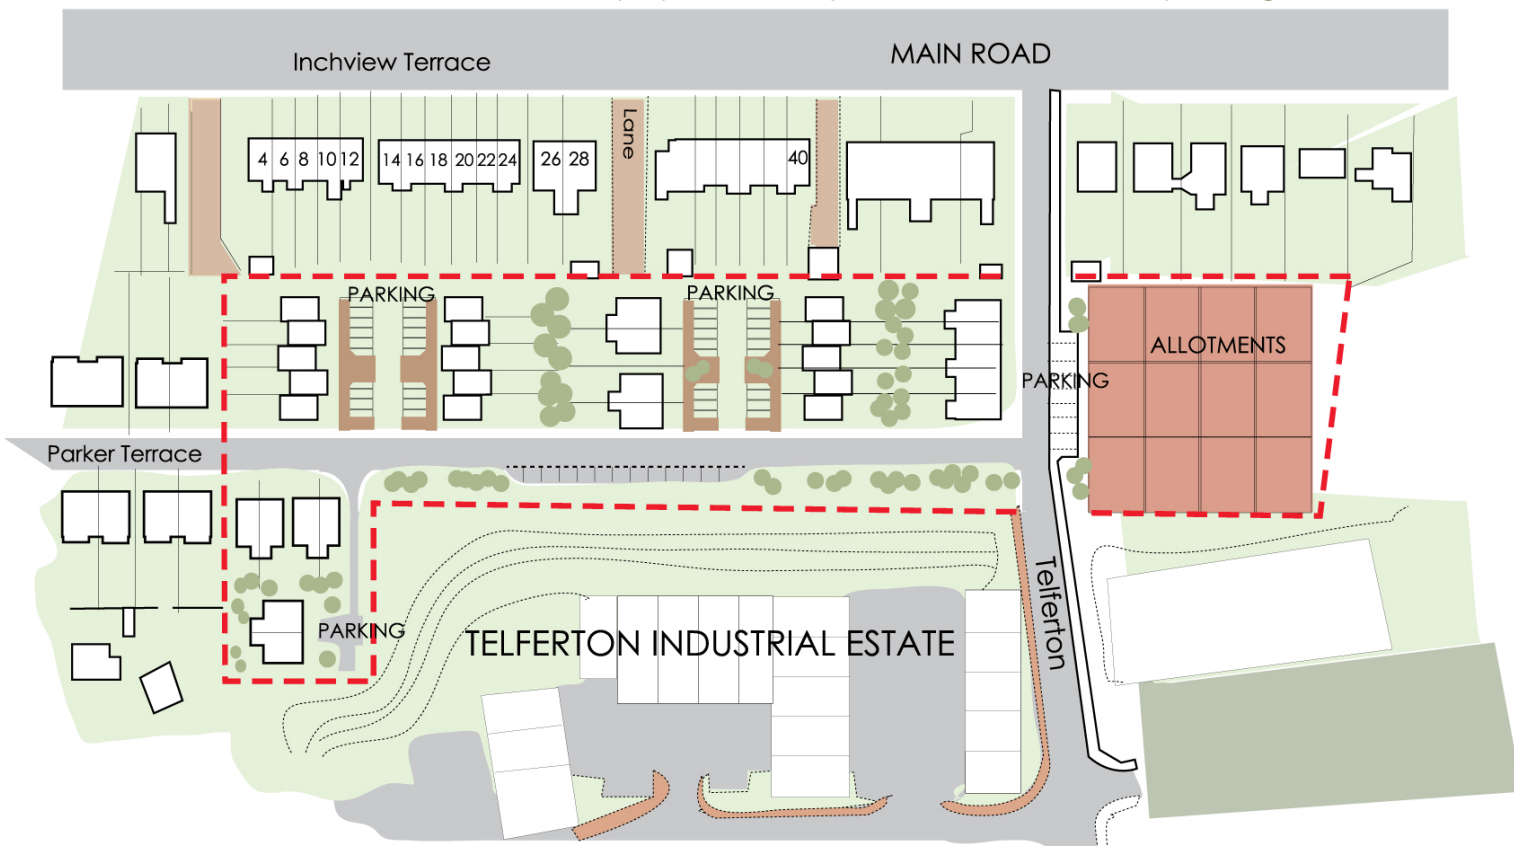 Inchview Terrace
MAIN ROAD
Lane
4 6 8 10 12
14 16 18 20 22 24
26 28
40
PARKING
PARKING
ALLOTMENTS
PARKING
Parker Terrace
PARKING
TELFERTON INDUSTRIAL ESTATE
Telferton